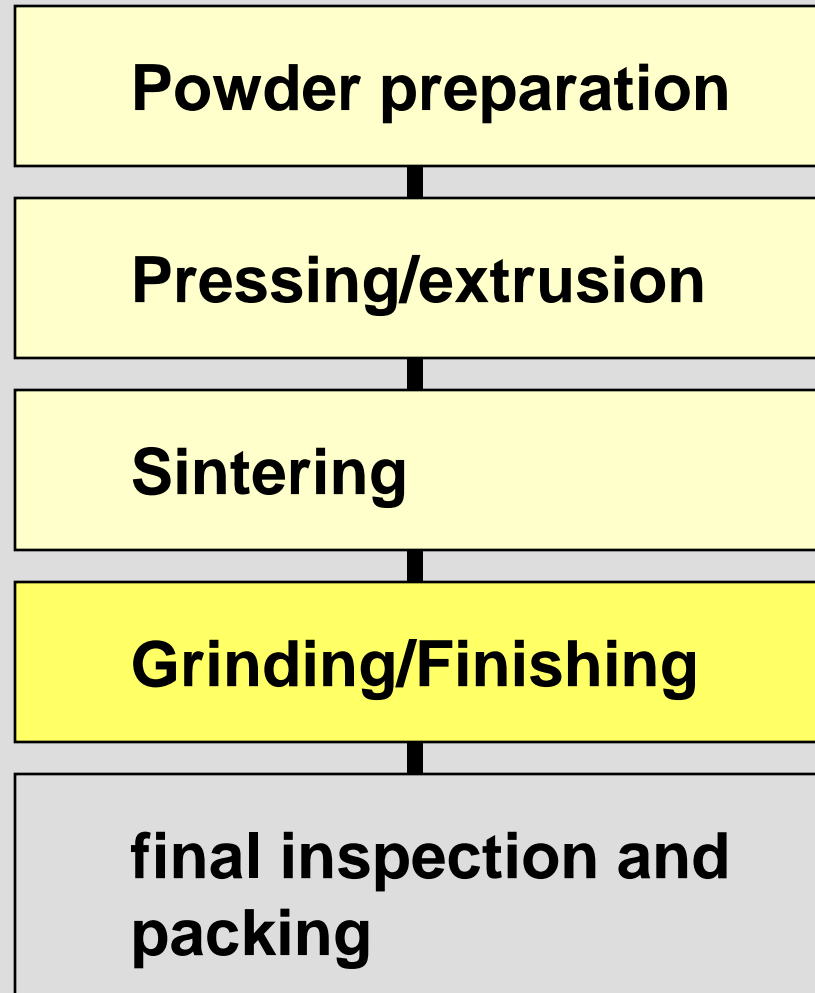 Powder preparation
Pressing/extrusion
Sintering
Grinding/Finishing
final inspection and
packing